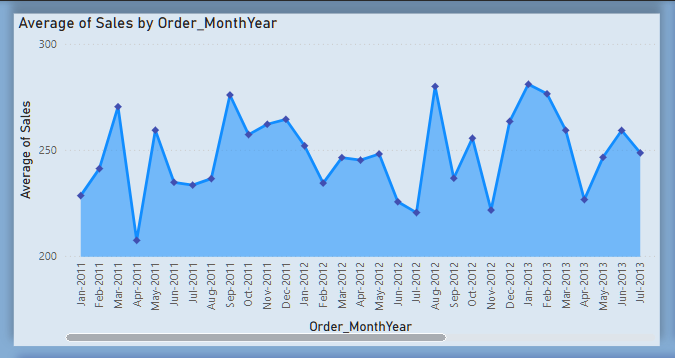 Average of Sales by Order_MonthYear
300
250
200
Average of Sales
Jan-2011
Feb-2011
Mar-2011
Apr-2011
May-2011
Jun-2011
Jul-2011
Aug-2011
Sep-2011
Oct-2011
Nov-2011
Dec-2011
Jan-2012
Feb-2012
Mar-2012
Apr-2012
May-2012
Jun-2012
Jul-2012
Aug-2012
Sep-2012
Oct-2012
Nov-2012
Dec-2012
Jan-2013
Feb-2013
Mar-2013
Apr-2013
May-2013
Jun-2013
Jul-2013
Order_MonthYear